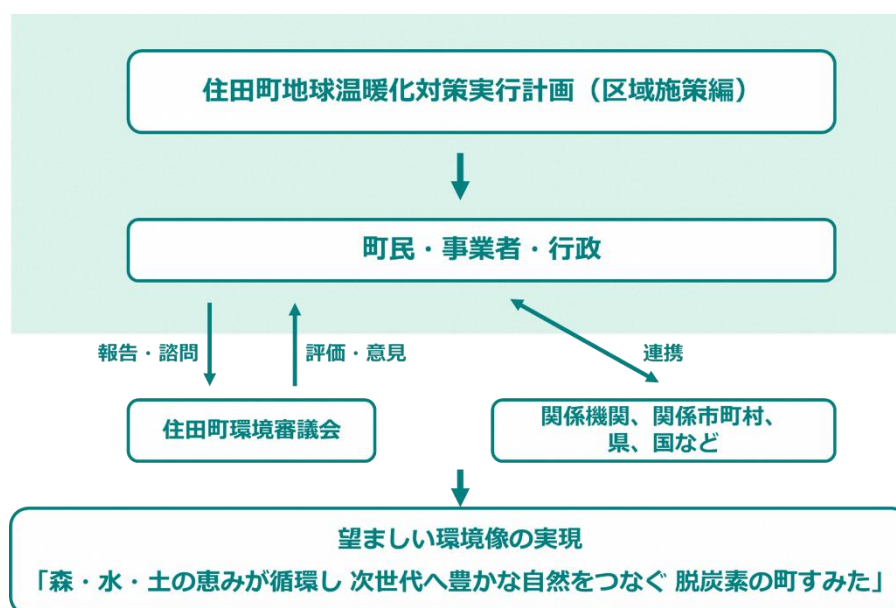 住田町地球温暖化対策実行計画（区域施策編）
町民・事業者・行政
報告・諮問
評価・意見
連携
住田町環境審議会
関係機関、関係市町村、
県、国など
望ましい環境像の実現
「森・水・土の恵みが循環し 次世代へ豊かな自然をつなぐ 脱炭素の町すみた」